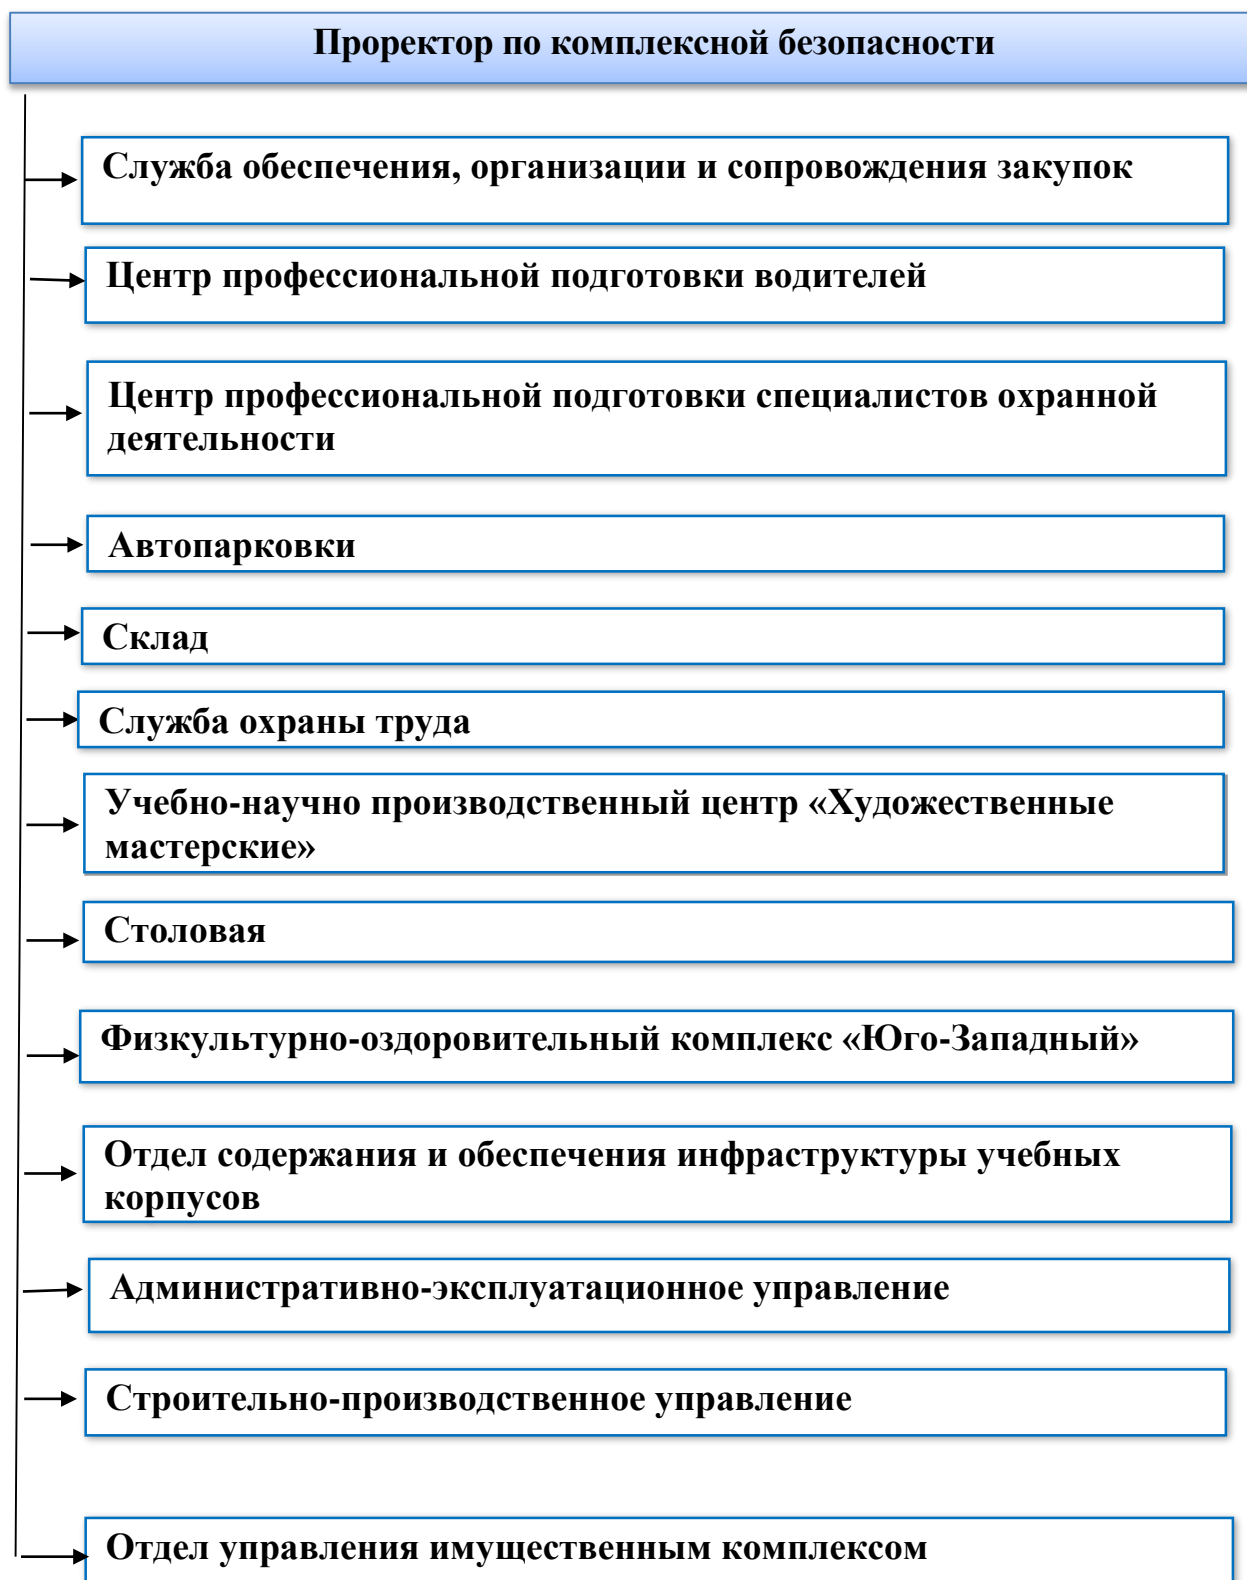 Проректор по комплексной безопасности
Служба обеспечения, организации и сопровождения закупок
Центр профессиональной подготовки водителей
Центр профессиональной подготовки специалистов охранной
деятельности
Автопарковки
Склад
Служба охраны труда
Учебно-научно производственный центр «Художественные
мастерские»
Столовая
Физкультурно-оздоровительный комплекс «Юго-Западный»
Отдел содержания и обеспечения инфраструктуры учебных
корпусов
Административно-эксплуатационное управление
Строительно-производственное управление
Отдел управления имущественным комплексом